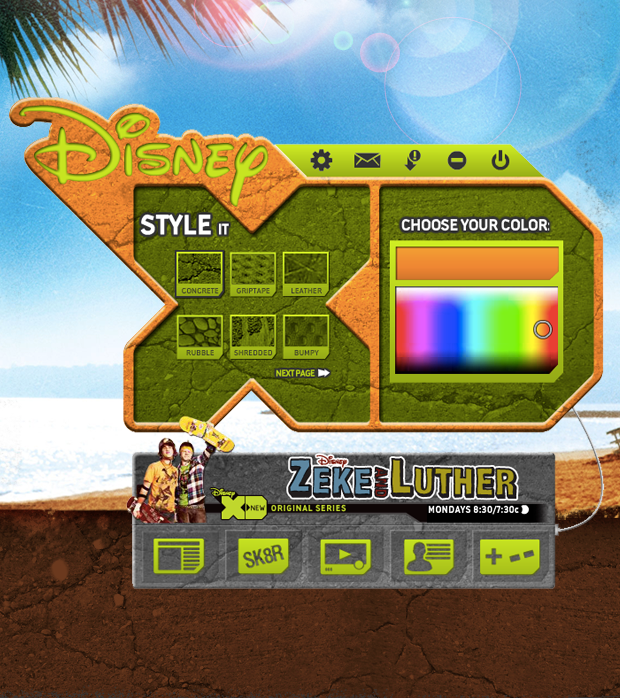 DISNEY
STYLE IT
CHOOSE YOUR COLOR:
CONCRETE GRIPTAPE LEATHER
RUBBLE SHREDDED BUMPY
NEXT PAGE
Disney
ZEKE AND LUTHER
Disney
XD NEW ORIGINAL SERIES
MONDAYS 8:30/7:30c
SK8R